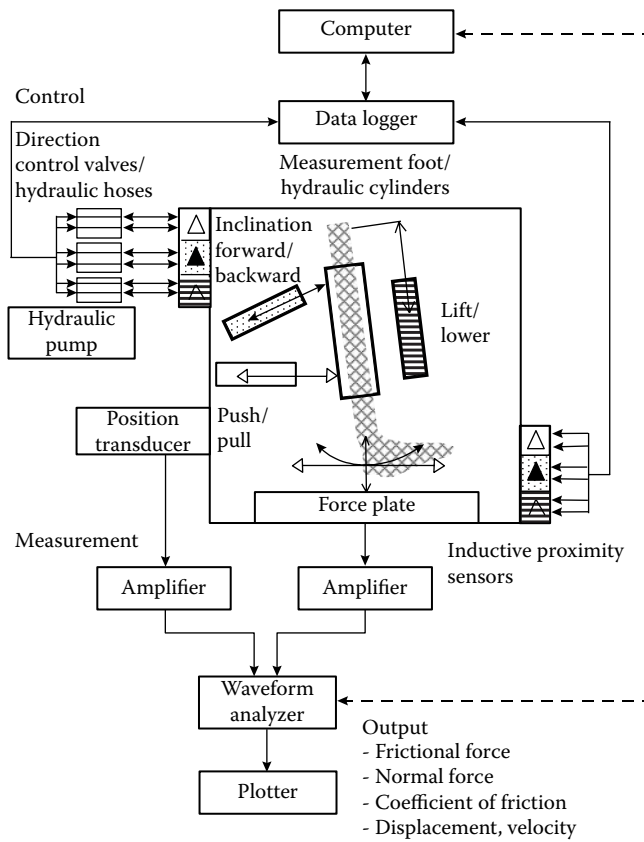 Computer
Control
Data logger
Direction
control valves/
hydraulic hoses
Measurement foot/
hydraulic cylinders
Inclination
forward/
backward
Lift/
lower
Hydraulic
pump
Position
transducer
Push/
pull
Force plate
Measurement
Inductive proximity
sensors
Amplifier
Amplifier
Waveform
analyzer
Output
- Frictional force
- Normal force
- Coefficient of friction
- Displacement, velocity
Plotter